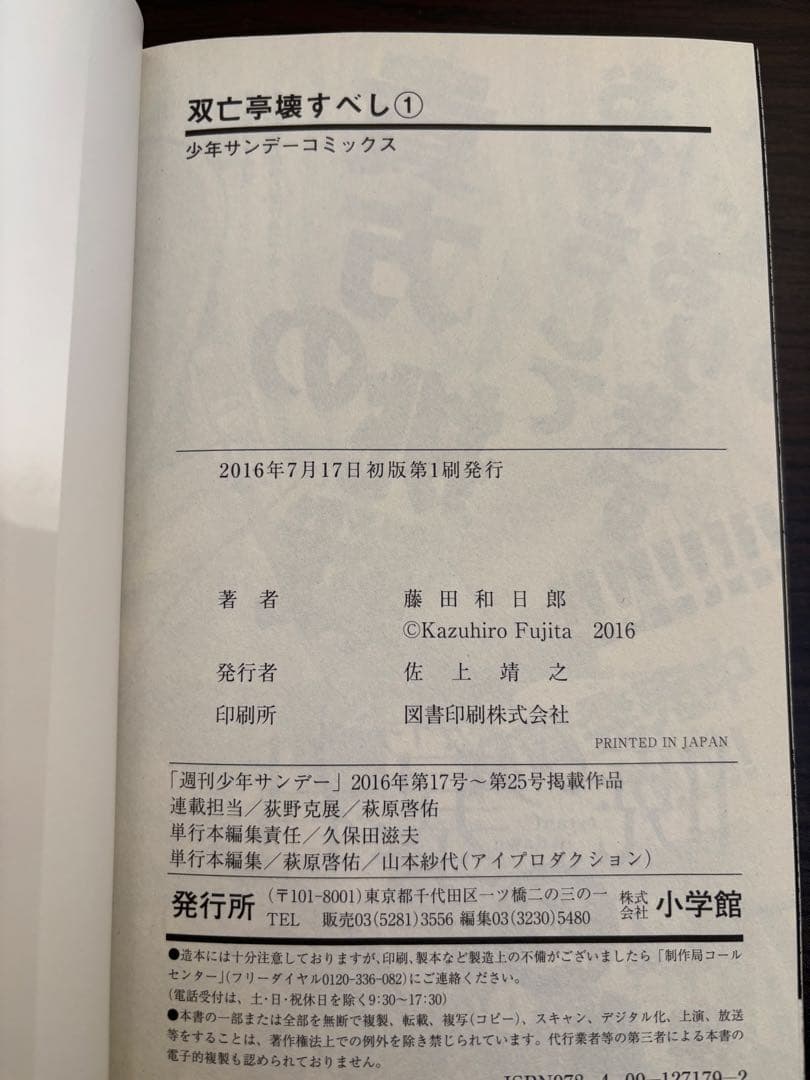 双亡亭壊すべし①
少年サンデーコミックス
2016年7月17日初版第1刷発行
著者 藤田和日郎
©Kazuhiro Fujita 2016
発行者 佐上靖之
印刷所 図書印刷株式会社
PRINTED IN JAPAN
「週刊少年サンデー」2016年第17号〜第25号掲載作品
連載担当／荻野克展／萩原啓佑
単行本編集責任／久保田滋夫
単行本編集／萩原啓佑／山本紗代(アイプロダクション)
発行所 (〒101-8001)東京都千代田区一ツ橋二の三の一 株式会社 小学館
TEL 販売03(5281)3556 編集03(3230)5480
●造本には十分注意しておりますが、印刷、製本など製造上の不備がございましたら「制作局コール
センター」(フリーダイヤル0120-336-082)にご連絡ください。
(電話受付は、土・日・祝休日を除く9:30〜17:30)
●本書の一部または全部を無断で複製、転載、複写(コピー)、スキャン、デジタル化、上演、放送
等をすることは、著作権法上での例外を除き禁じられています。代行業者等の第三者による本書の
電子的複製も認められておりません。
ISBN978-4-09-127179-2